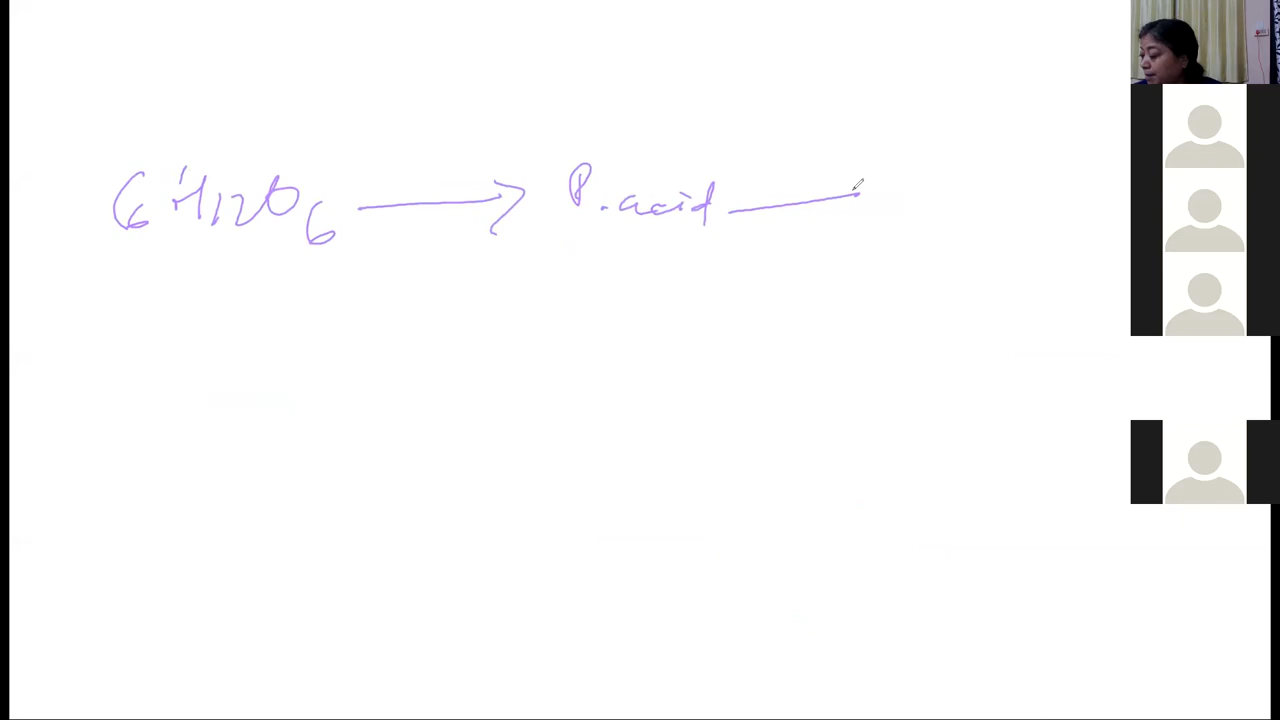 C6H12O6 → P. acid —